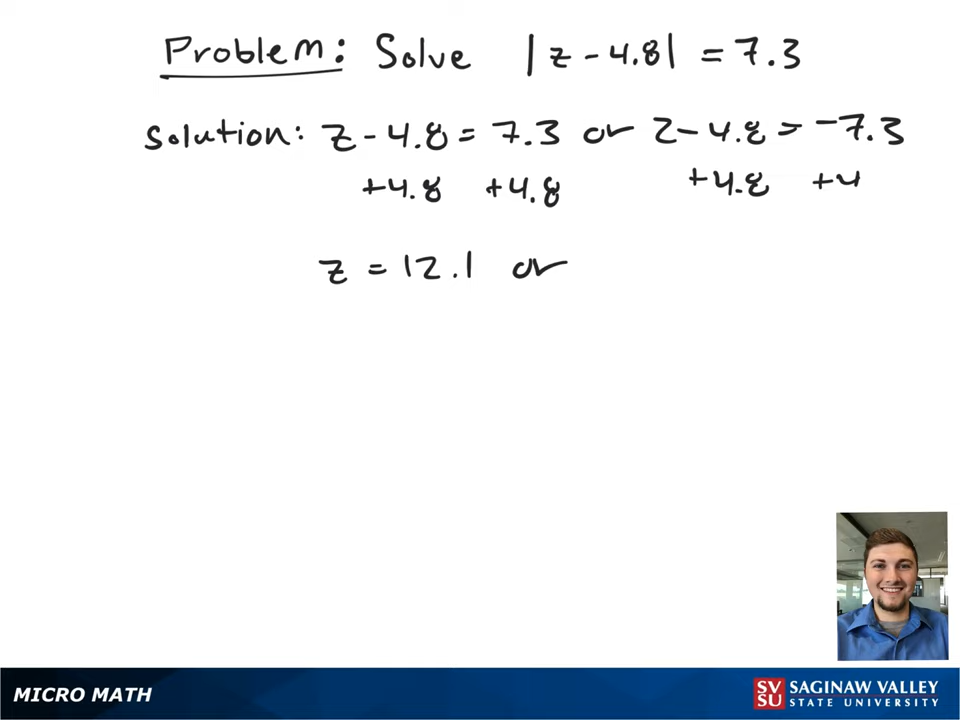 Problem: Solve |z - 4.8| = 7.3
Solution: z - 4.8 = 7.3 or z - 4.8 = -7.3
+4.8 +4.8 +4.8 +4
z = 12.1 or
MICRO MATH
SVSU SAGINAW VALLEY
STATE UNIVERSITY